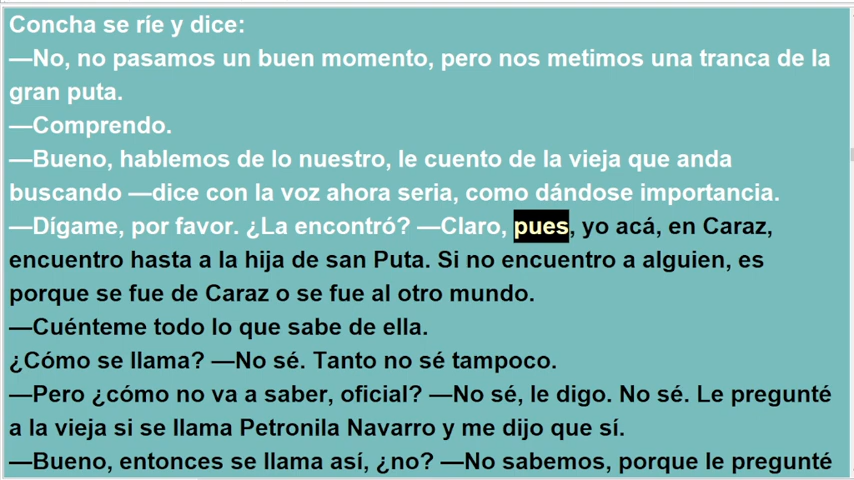 Concha se ríe y dice:
—No, no pasamos un buen momento, pero nos metimos una tranca de la
gran puta.
—Comprendo.
—Bueno, hablemos de lo nuestro, le cuento de la vieja que anda
buscando —dice con la voz ahora seria, como dándose importancia.
—Dígame, por favor. ¿La encontró? —Claro, pues, yo acá, en Caraz,
encuentro hasta a la hija de san Puta. Si no encuentro a alguien, es
porque se fue de Caraz o se fue al otro mundo.
—Cuénteme todo lo que sabe de ella.
¿Cómo se llama? —No sé. Tanto no sé tampoco.
—Pero ¿cómo no va a saber, oficial? —No sé, le digo. No sé. Le pregunté
a la vieja si se llama Petronila Navarro y me dijo que sí.
—Bueno, entonces se llama así, ¿no? —No sabemos, porque le pregunté